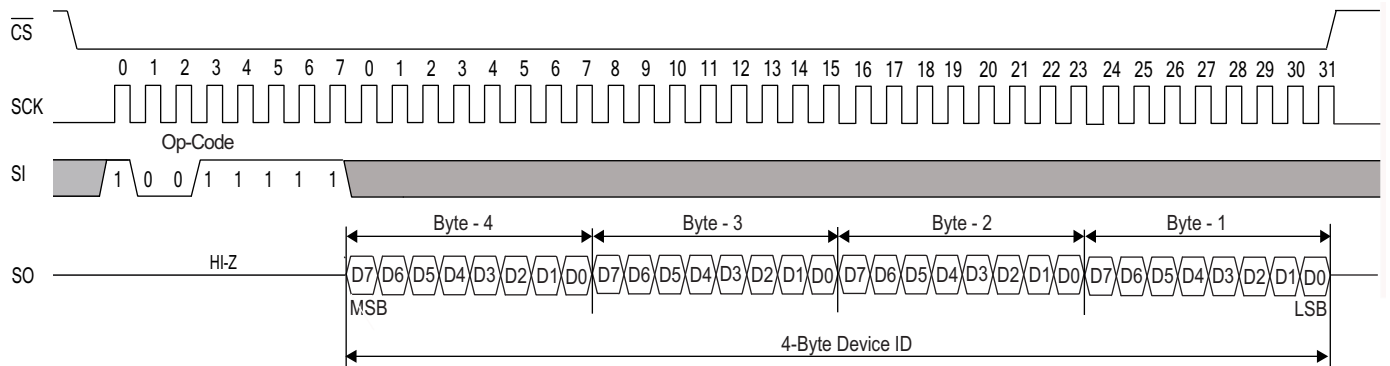 CS
0 1 2 3 4 5 6 7 0 1 2 3 4 5 6 7 8 9 10 11 12 13 14 15 16 17 18 19 20 21 22 23 24 25 26 27 28 29 30 31
SCK
Op-Code
SI 1 0 0 1 1 1 1 1
Byte - 4 Byte - 3 Byte - 2 Byte - 1
SO HI-Z D7 D6 D5 D4 D3 D2 D1 D0 D7 D6 D5 D4 D3 D2 D1 D0 D7 D6 D5 D4 D3 D2 D1 D0 D7 D6 D5 D4 D3 D2 D1 D0
MSB LSB
4-Byte Device ID